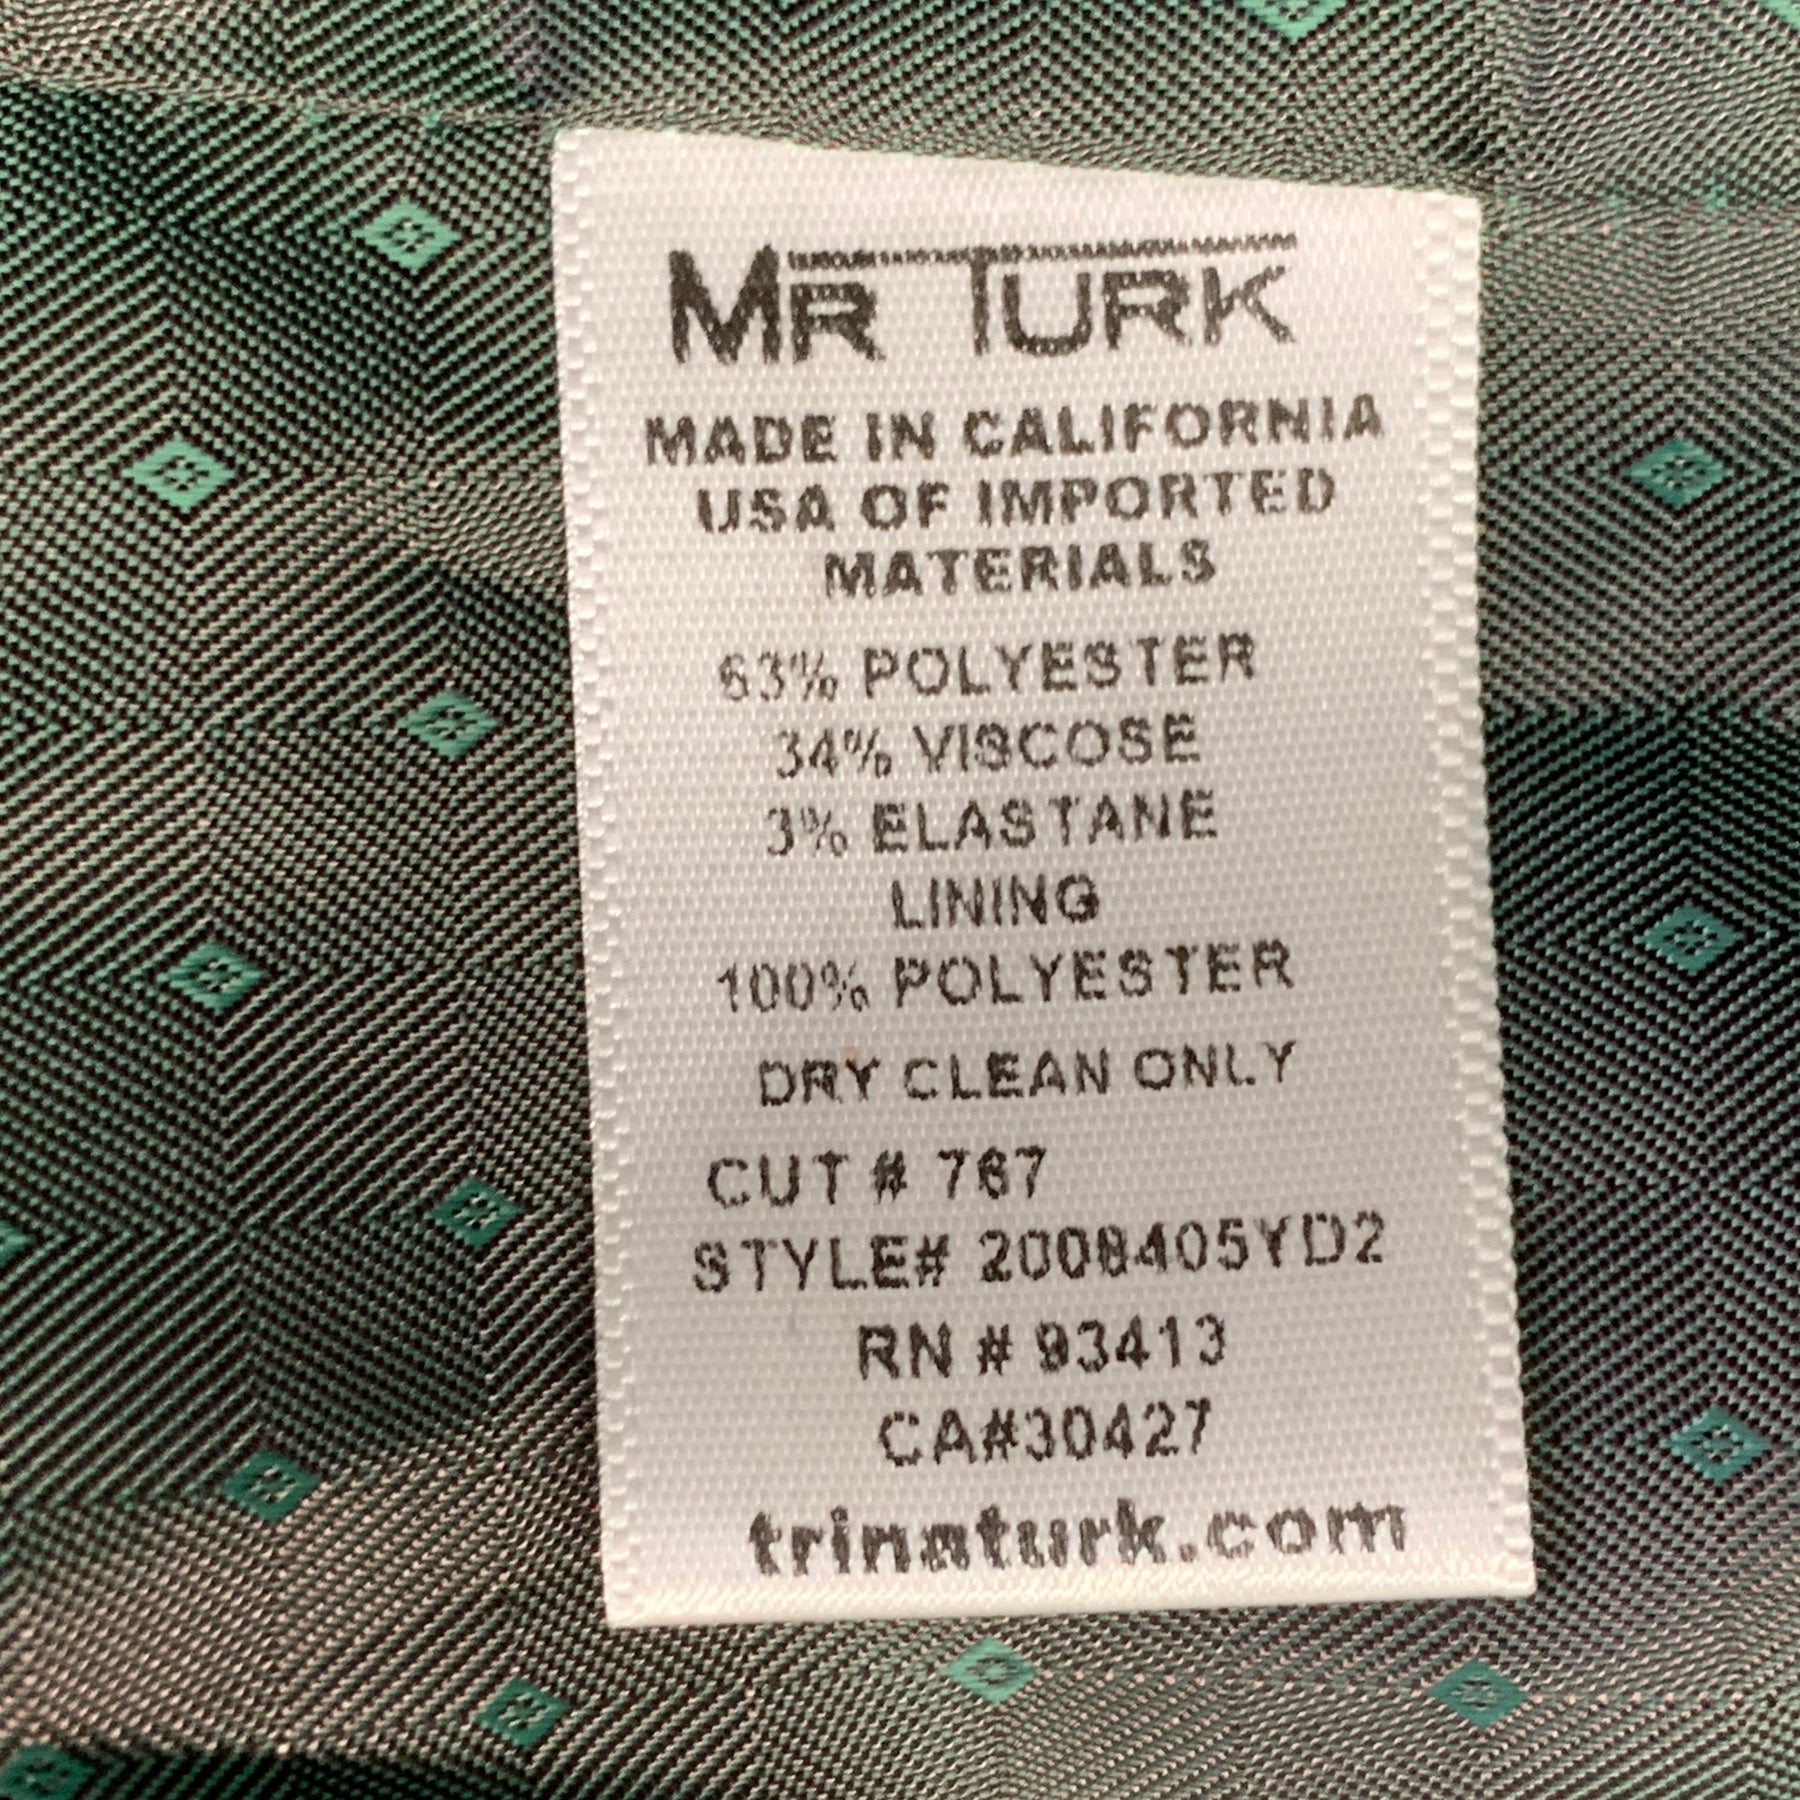 MR TURK
MADE IN CALIFORNIA
USA OF IMPORTED
MATERIALS
63% POLYESTER
34% VISCOSE
3% ELASTANE
LINING
100% POLYESTER
DRY CLEAN ONLY
CUT # 767
STYLE# 2008405YD2
RN # 93413
CA#30427
trinaturk.com